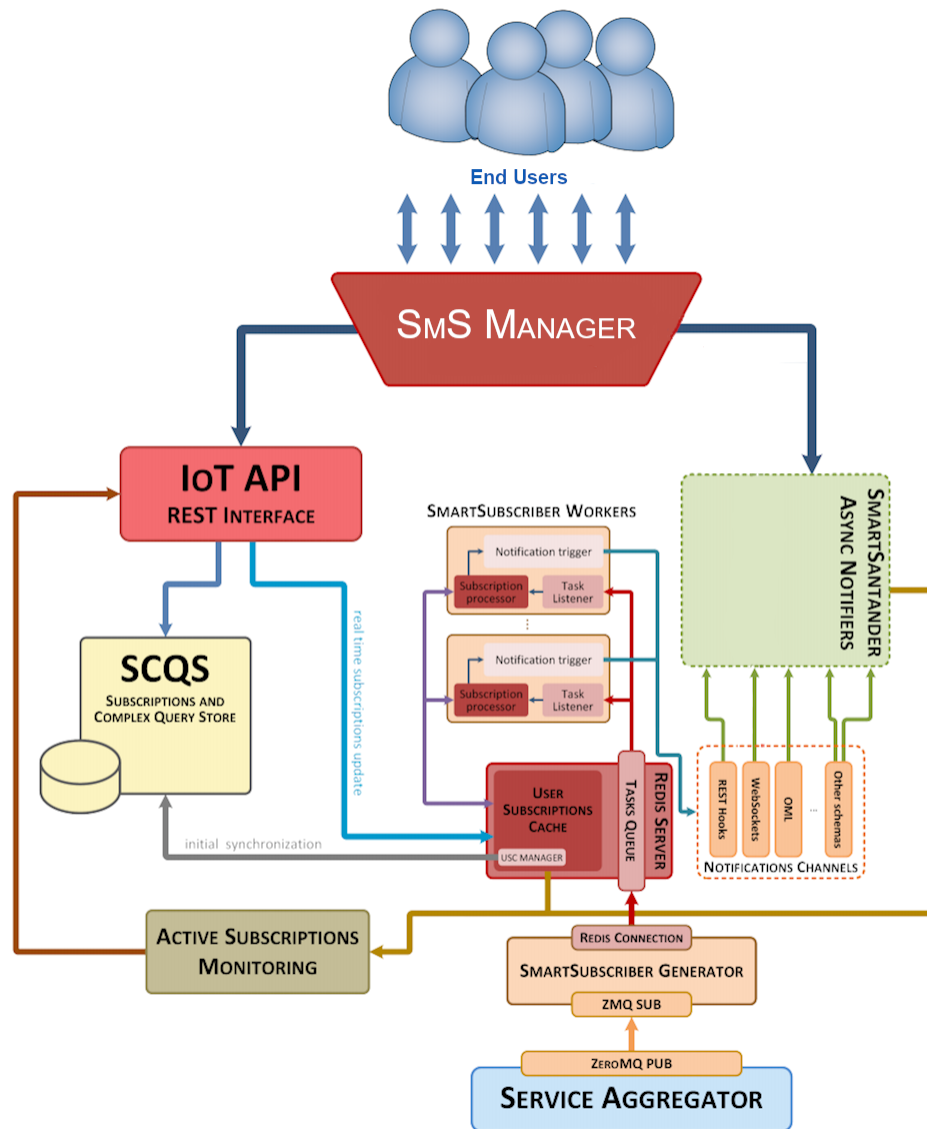 End Users
SMS MANAGER
IOT API
REST INTERFACE
SMARTSUBSCRIBER WORKERS
Notification trigger
Subscription
processor
Task
Listener
Notification trigger
Subscription
processor
Task
Listener
SMARTSANTANDER
ASYNC NOTIFIERS
real time subscriptions update
SCQS
SUBSCRIPTIONS AND
COMPLEX QUERY STORE
USER
SUBSCRIPTIONS
CACHE
USC MANAGER
TASKS QUEUE
REDIS SERVER
REST Hooks
WebSockets
OML
...
Other schemas
NOTIFICATIONS CHANNELS
initial synchronization
ACTIVE SUBSCRIPTIONS
MONITORING
REDIS CONNECTION
SMARTSUBSCRIBER GENERATOR
ZMQ SUB
ZEROMQ PUB
SERVICE AGGREGATOR